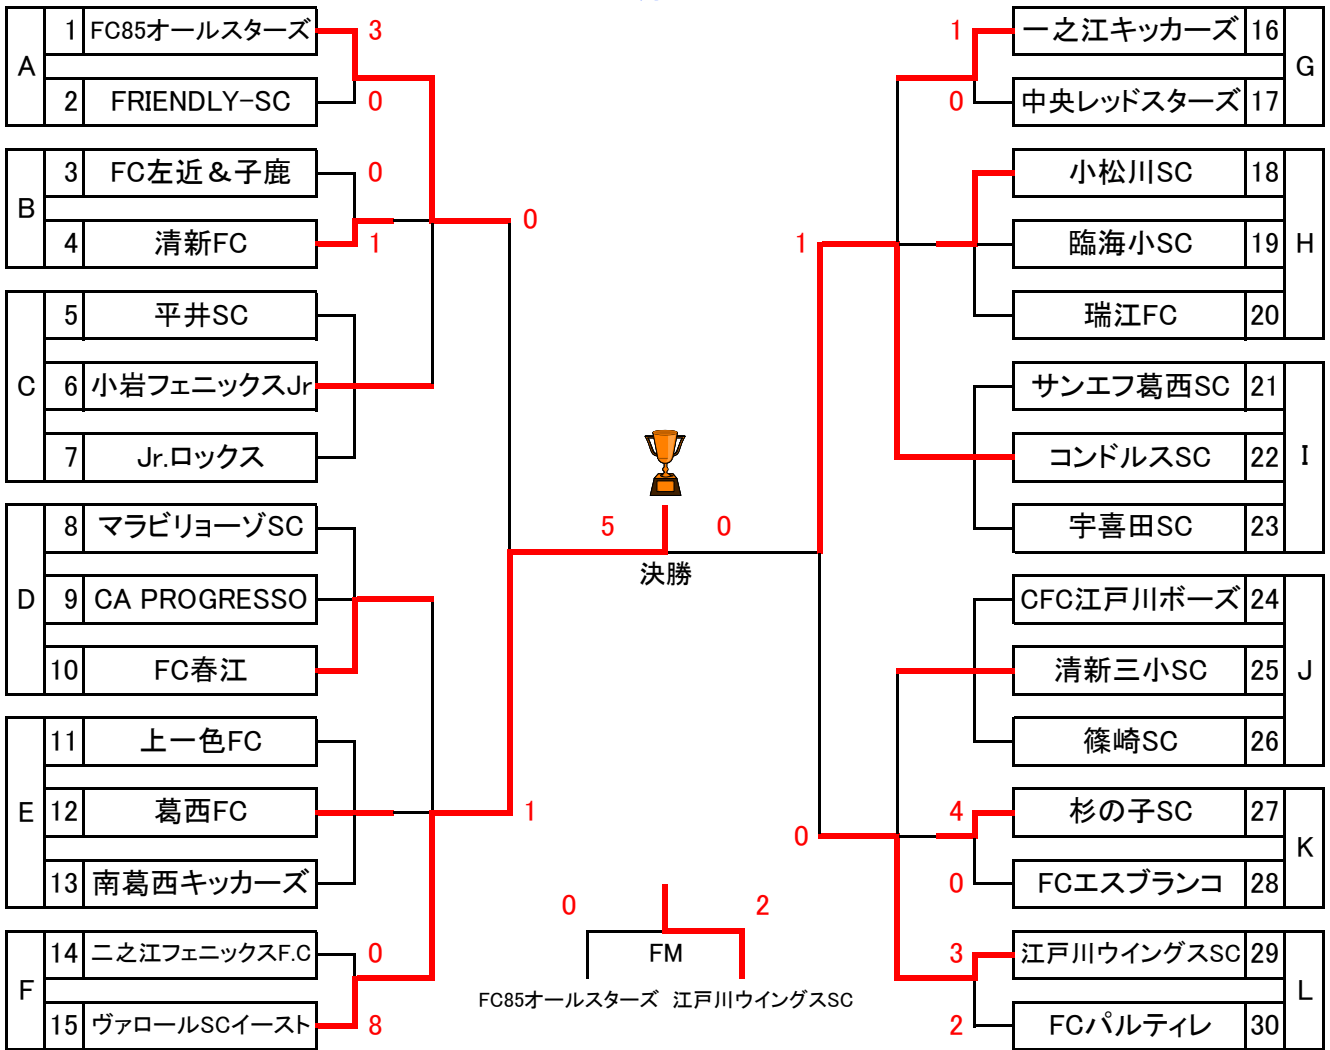 A
1 FC85オールスターズ 3
2 FRIENDLY-SC 0
B
3 FC左近＆子鹿 0
4 清新FC 1
0
C
5 平井SC
6 小岩フェニックスJr
7 Jr.ロックス
D
8 マラビリョーゾSC
9 CA PROGRESSO
10 FC春江
E
11 上一色FC
12 葛西FC
13 南葛西キッカーズ
1
F
14 二之江フェニックスF.C 0
15 ヴァロールSCイースト 8
5 0
決勝
0 2
FM
FC85オールスターズ 江戸川ウイングスSC
1 一之江キッカーズ 16
0 中央レッドスターズ 17
G
1
小松川SC 18
臨海小SC 19
瑞江FC 20
H
サンエフ葛西SC 21
コンドルスSC 22
宇喜田SC 23
I
CFC江戸川ボーズ 24
清新三小SC 25
篠崎SC 26
J
0
4 杉の子SC 27
0 FCエスブランコ 28
K
3 江戸川ウイングスSC 29
2 FCパルティレ 30
L